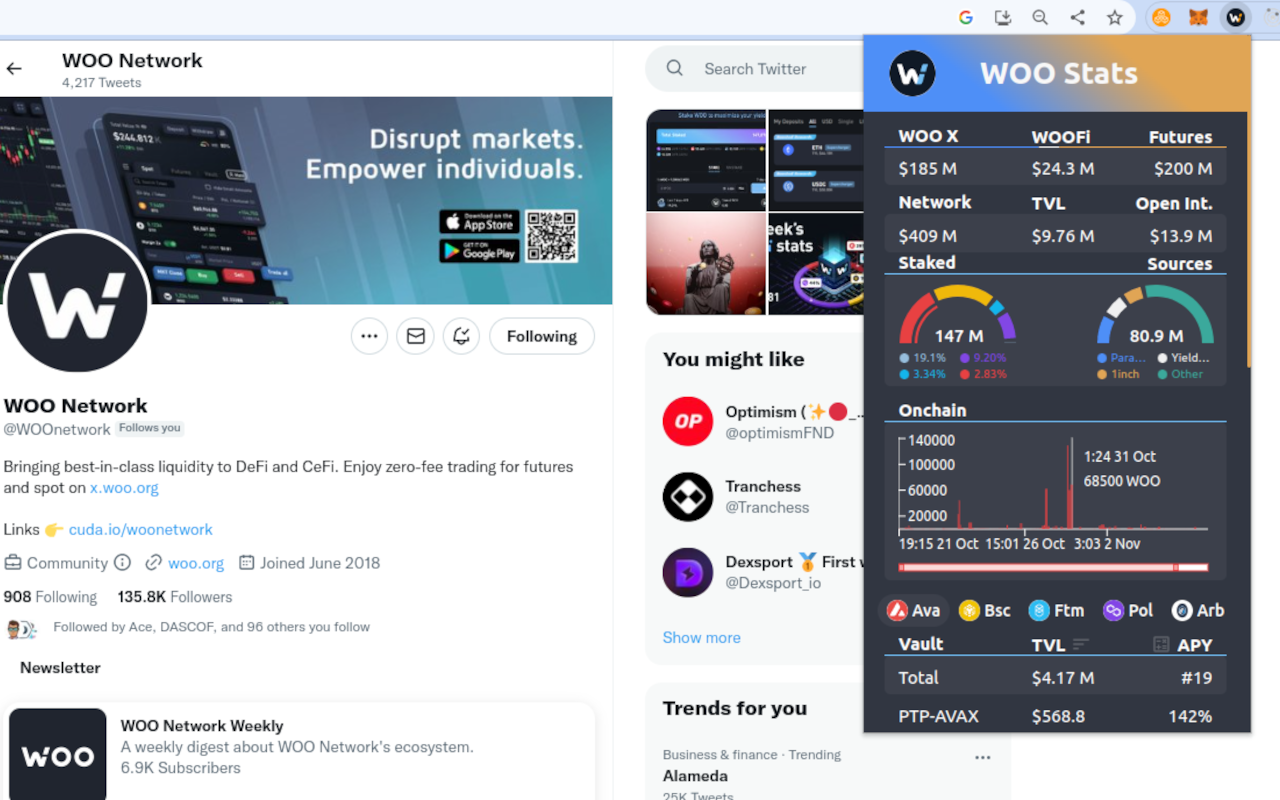 WOO Network
4,217 Tweets
$244.812
Disrupt markets.
Empower individuals.
Download on the
App Store
GET IT ON
Google Play
Following
WOO Network
@WOOnetwork Follows you
Bringing best-in-class liquidity to DeFi and CeFi. Enjoy zero-fee trading for futures
and spot on x.woo.org
Links 👉 cuda.io/woonetwork
Community woo.org Joined June 2018
908 Following 135.8K Followers
Followed by Ace, DASCOF, and 96 others you follow
Newsletter
WOO
WOO Network Weekly
A weekly digest about WOO Network's ecosystem.
6.9K Subscribers
Search Twitter
eek's
stats
81
You might like
OP
Optimism (✨🔴_...
@optimismFND
Tranchess
@Tranchess
Dexsport 🥇 First
@Dexsport_io
Show more
Trends for you
Business & finance · Trending
Alameda
25K Tweets
WOO Stats
WOO X WOOFi Futures
$185 M $24.3 M $200 M
Network TVL Open Int.
$409 M $9.76 M $13.9 M
Staked Sources
147 M 80.9 M
19.1% 9.20% Para... Yield...
3.34% 2.83% 1inch Other
Onchain
140000
100000
60000
20000
1:24 31 Oct
68500 WOO
19:15 21 Oct 15:01 26 Oct 3:03 2 Nov
Ava Bsc Ftm Pol Arb
Vault TVL APY
Total $4.17 M #19
PTP-AVAX $568.8 142%